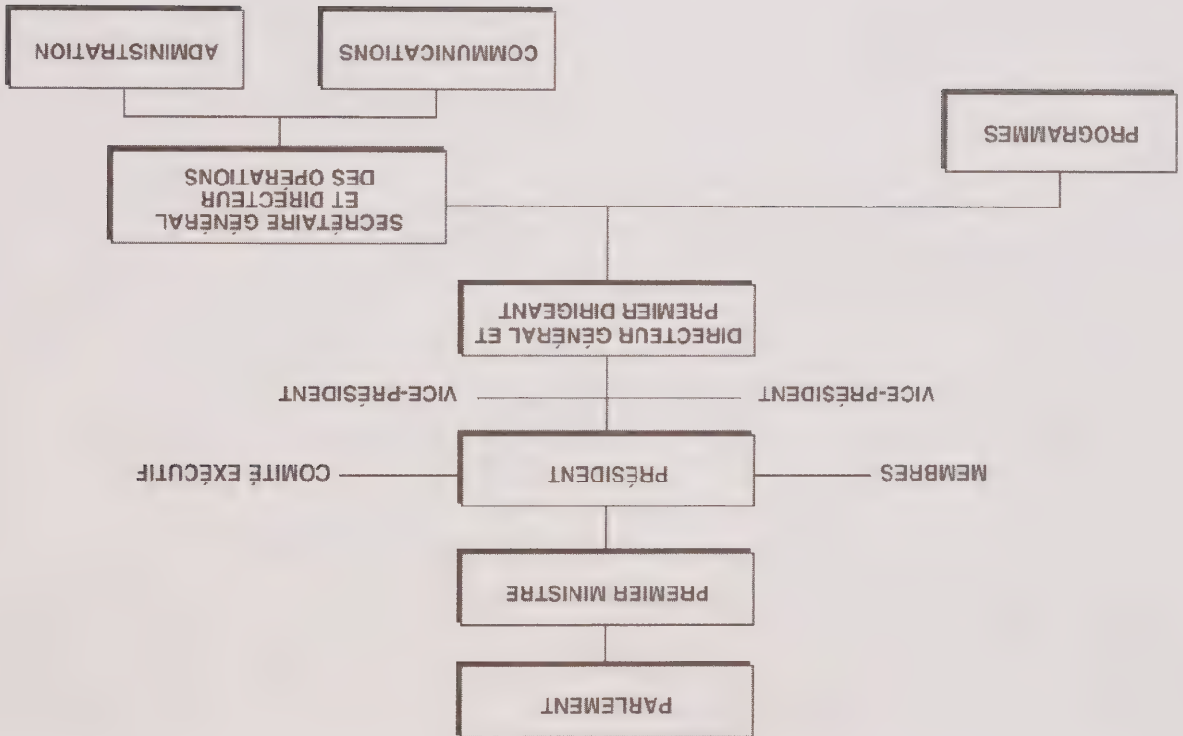 PARLEMENT
PREMIER MINISTRE
MEMBRES
PRÉSIDENT
COMITÉ EXÉCUTIF
VICE-PRÉSIDENT
VICE-PRÉSIDENT
DIRECTEUR GÉNÉRAL ET
PREMIER DIRIGEANT
SECRÉTAIRE GÉNÉRAL
ET DIRECTEUR
DES OPÉRATIONS
PROGRAMMES
COMMUNICATIONS
ADMINISTRATION